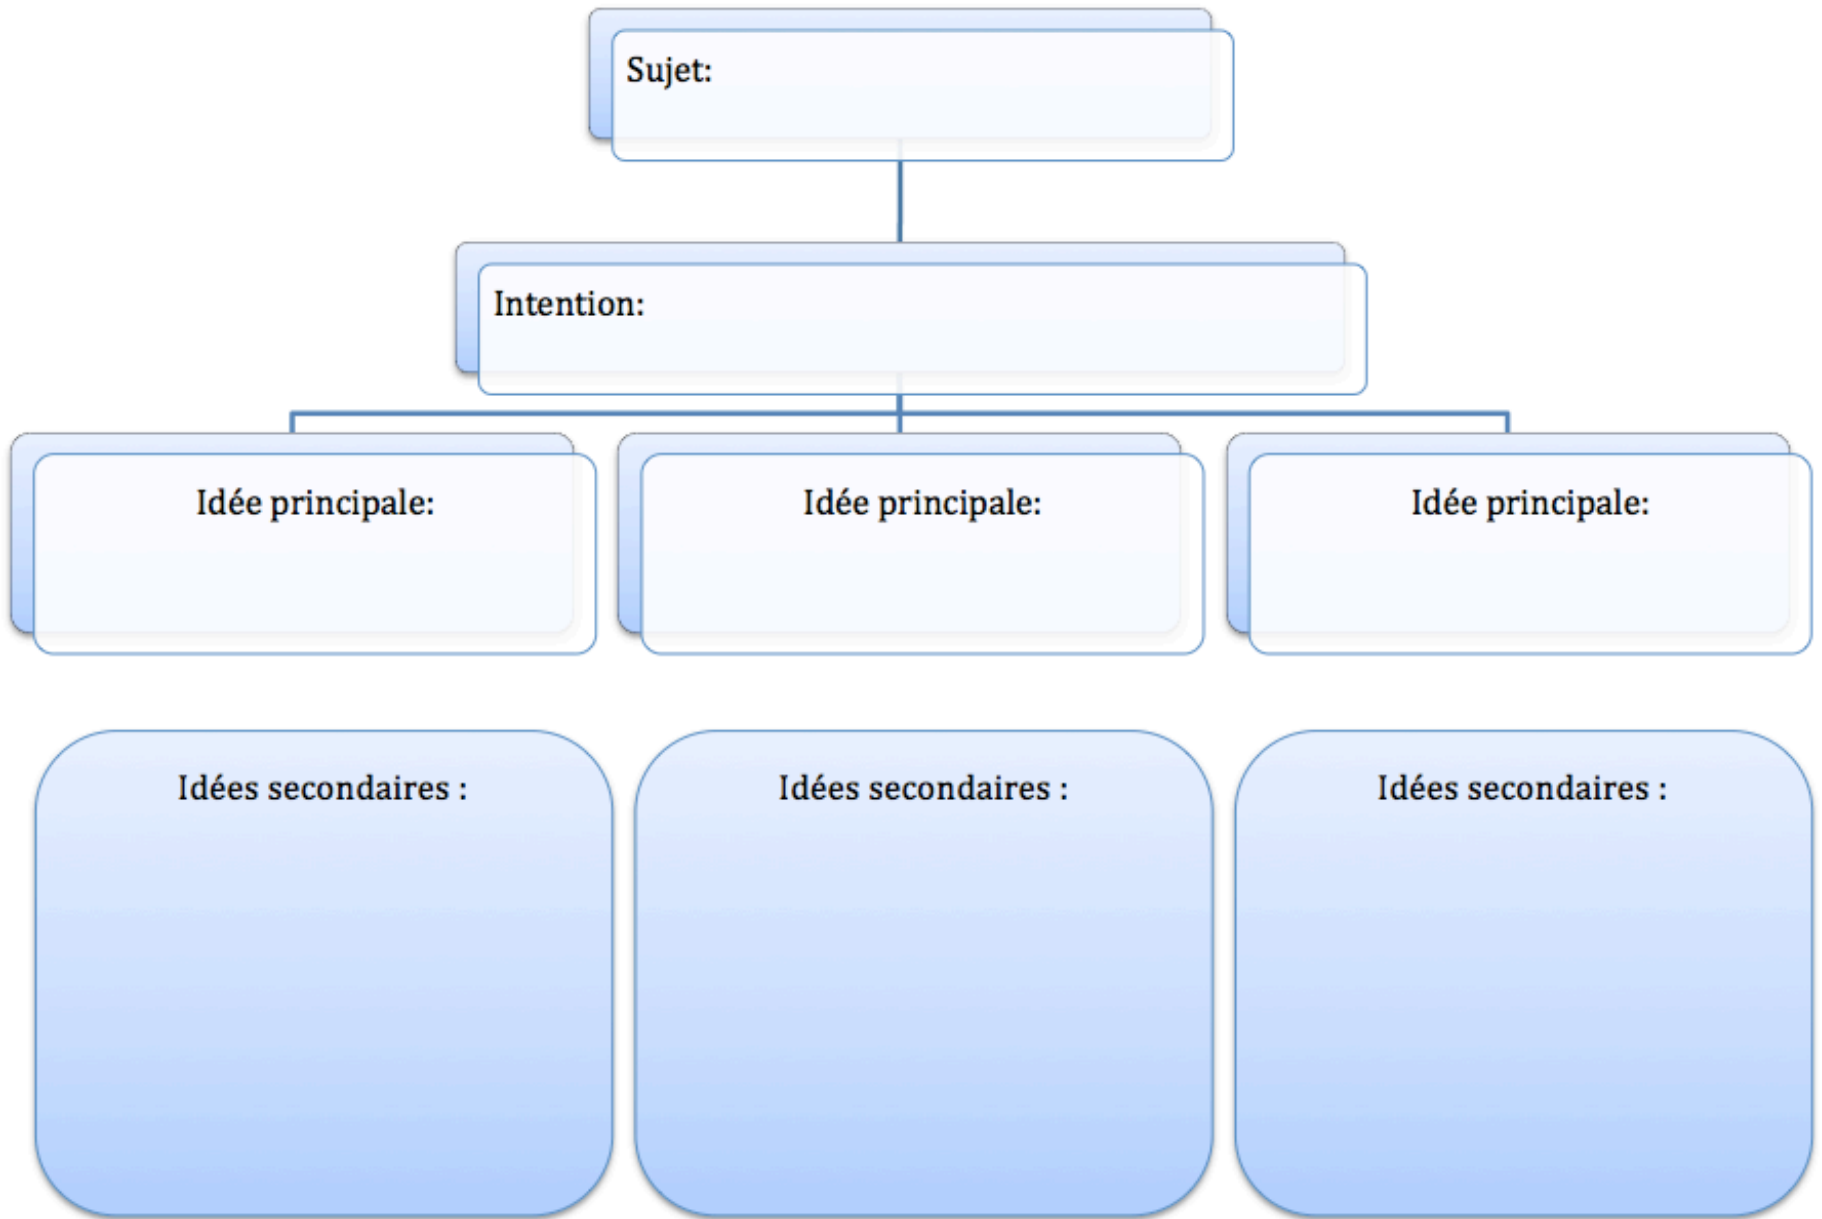 Sujet:
Intention:
Idée principale:
Idée principale:
Idée principale:
Idées secondaires :
Idées secondaires :
Idées secondaires :